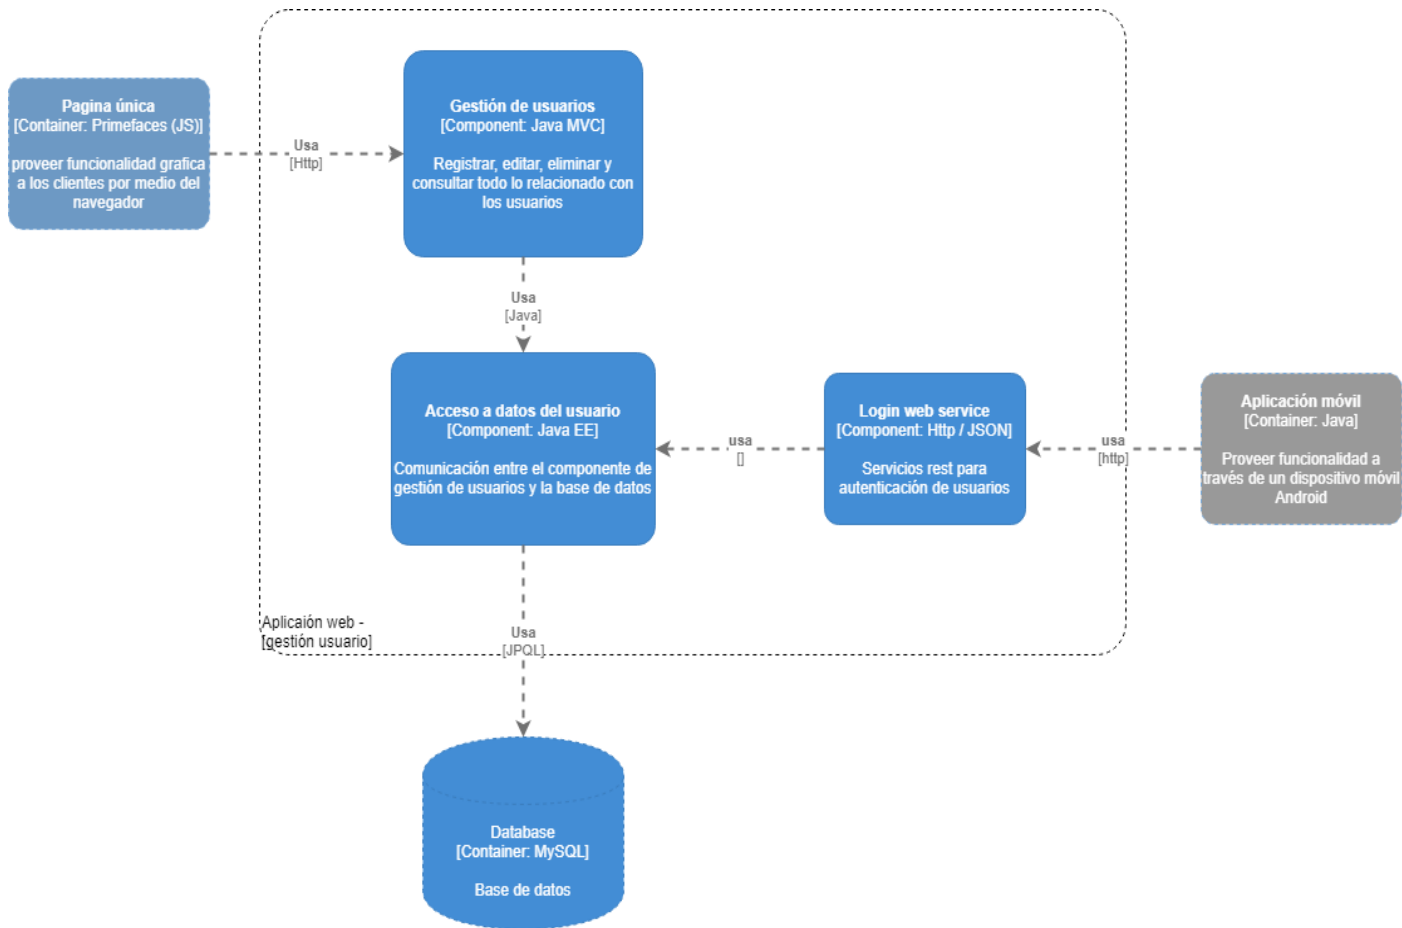 Pagina única
[Container: Primefaces (JS)]
proveer funcionalidad grafica
a los clientes por medio del
navegador
Usa
[Http]
Gestión de usuarios
[Component: Java MVC]
Registrar, editar, eliminar y
consultar todo lo relacionado con
los usuarios
Usa
[Java]
Acceso a datos del usuario
[Component: Java EE]
Comunicación entre el componente de
gestión de usuarios y la base de datos
usa
[]
Login web service
[Component: Http / JSON]
Servicios rest para
autenticación de usuarios
usa
[http]
Aplicación móvil
[Container: Java]
Proveer funcionalidad a
través de un dispositivo móvil
Android
Aplicaión web -
[gestión usuario]
Usa
[JPQL]
Database
[Container: MySQL]
Base de datos